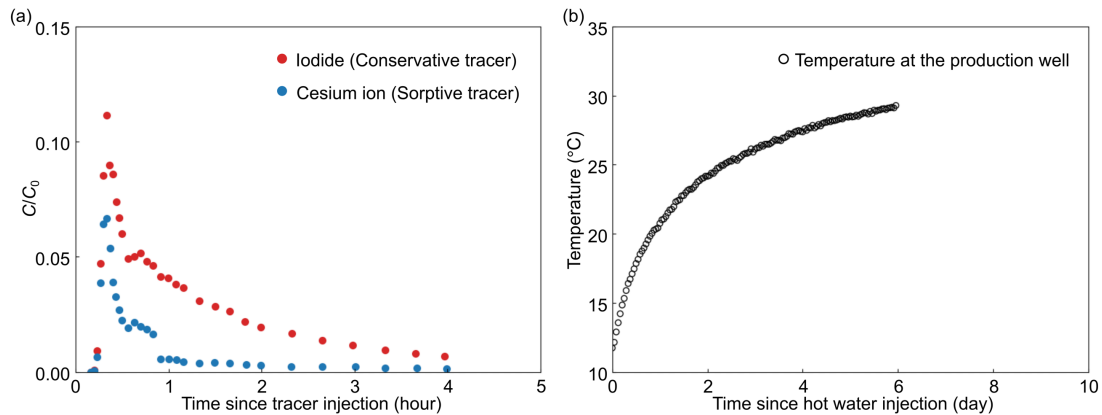 (a)
0.15
0.10
0.05
0.00
C/C0
Iodide (Conservative tracer)
Cesium ion (Sorptive tracer)
0 1 2 3 4 5
Time since tracer injection (hour)
(b)
35
30
25
20
15
10
Temperature (°C)
Temperature at the production well
0 2 4 6 8 10
Time since hot water injection (day)